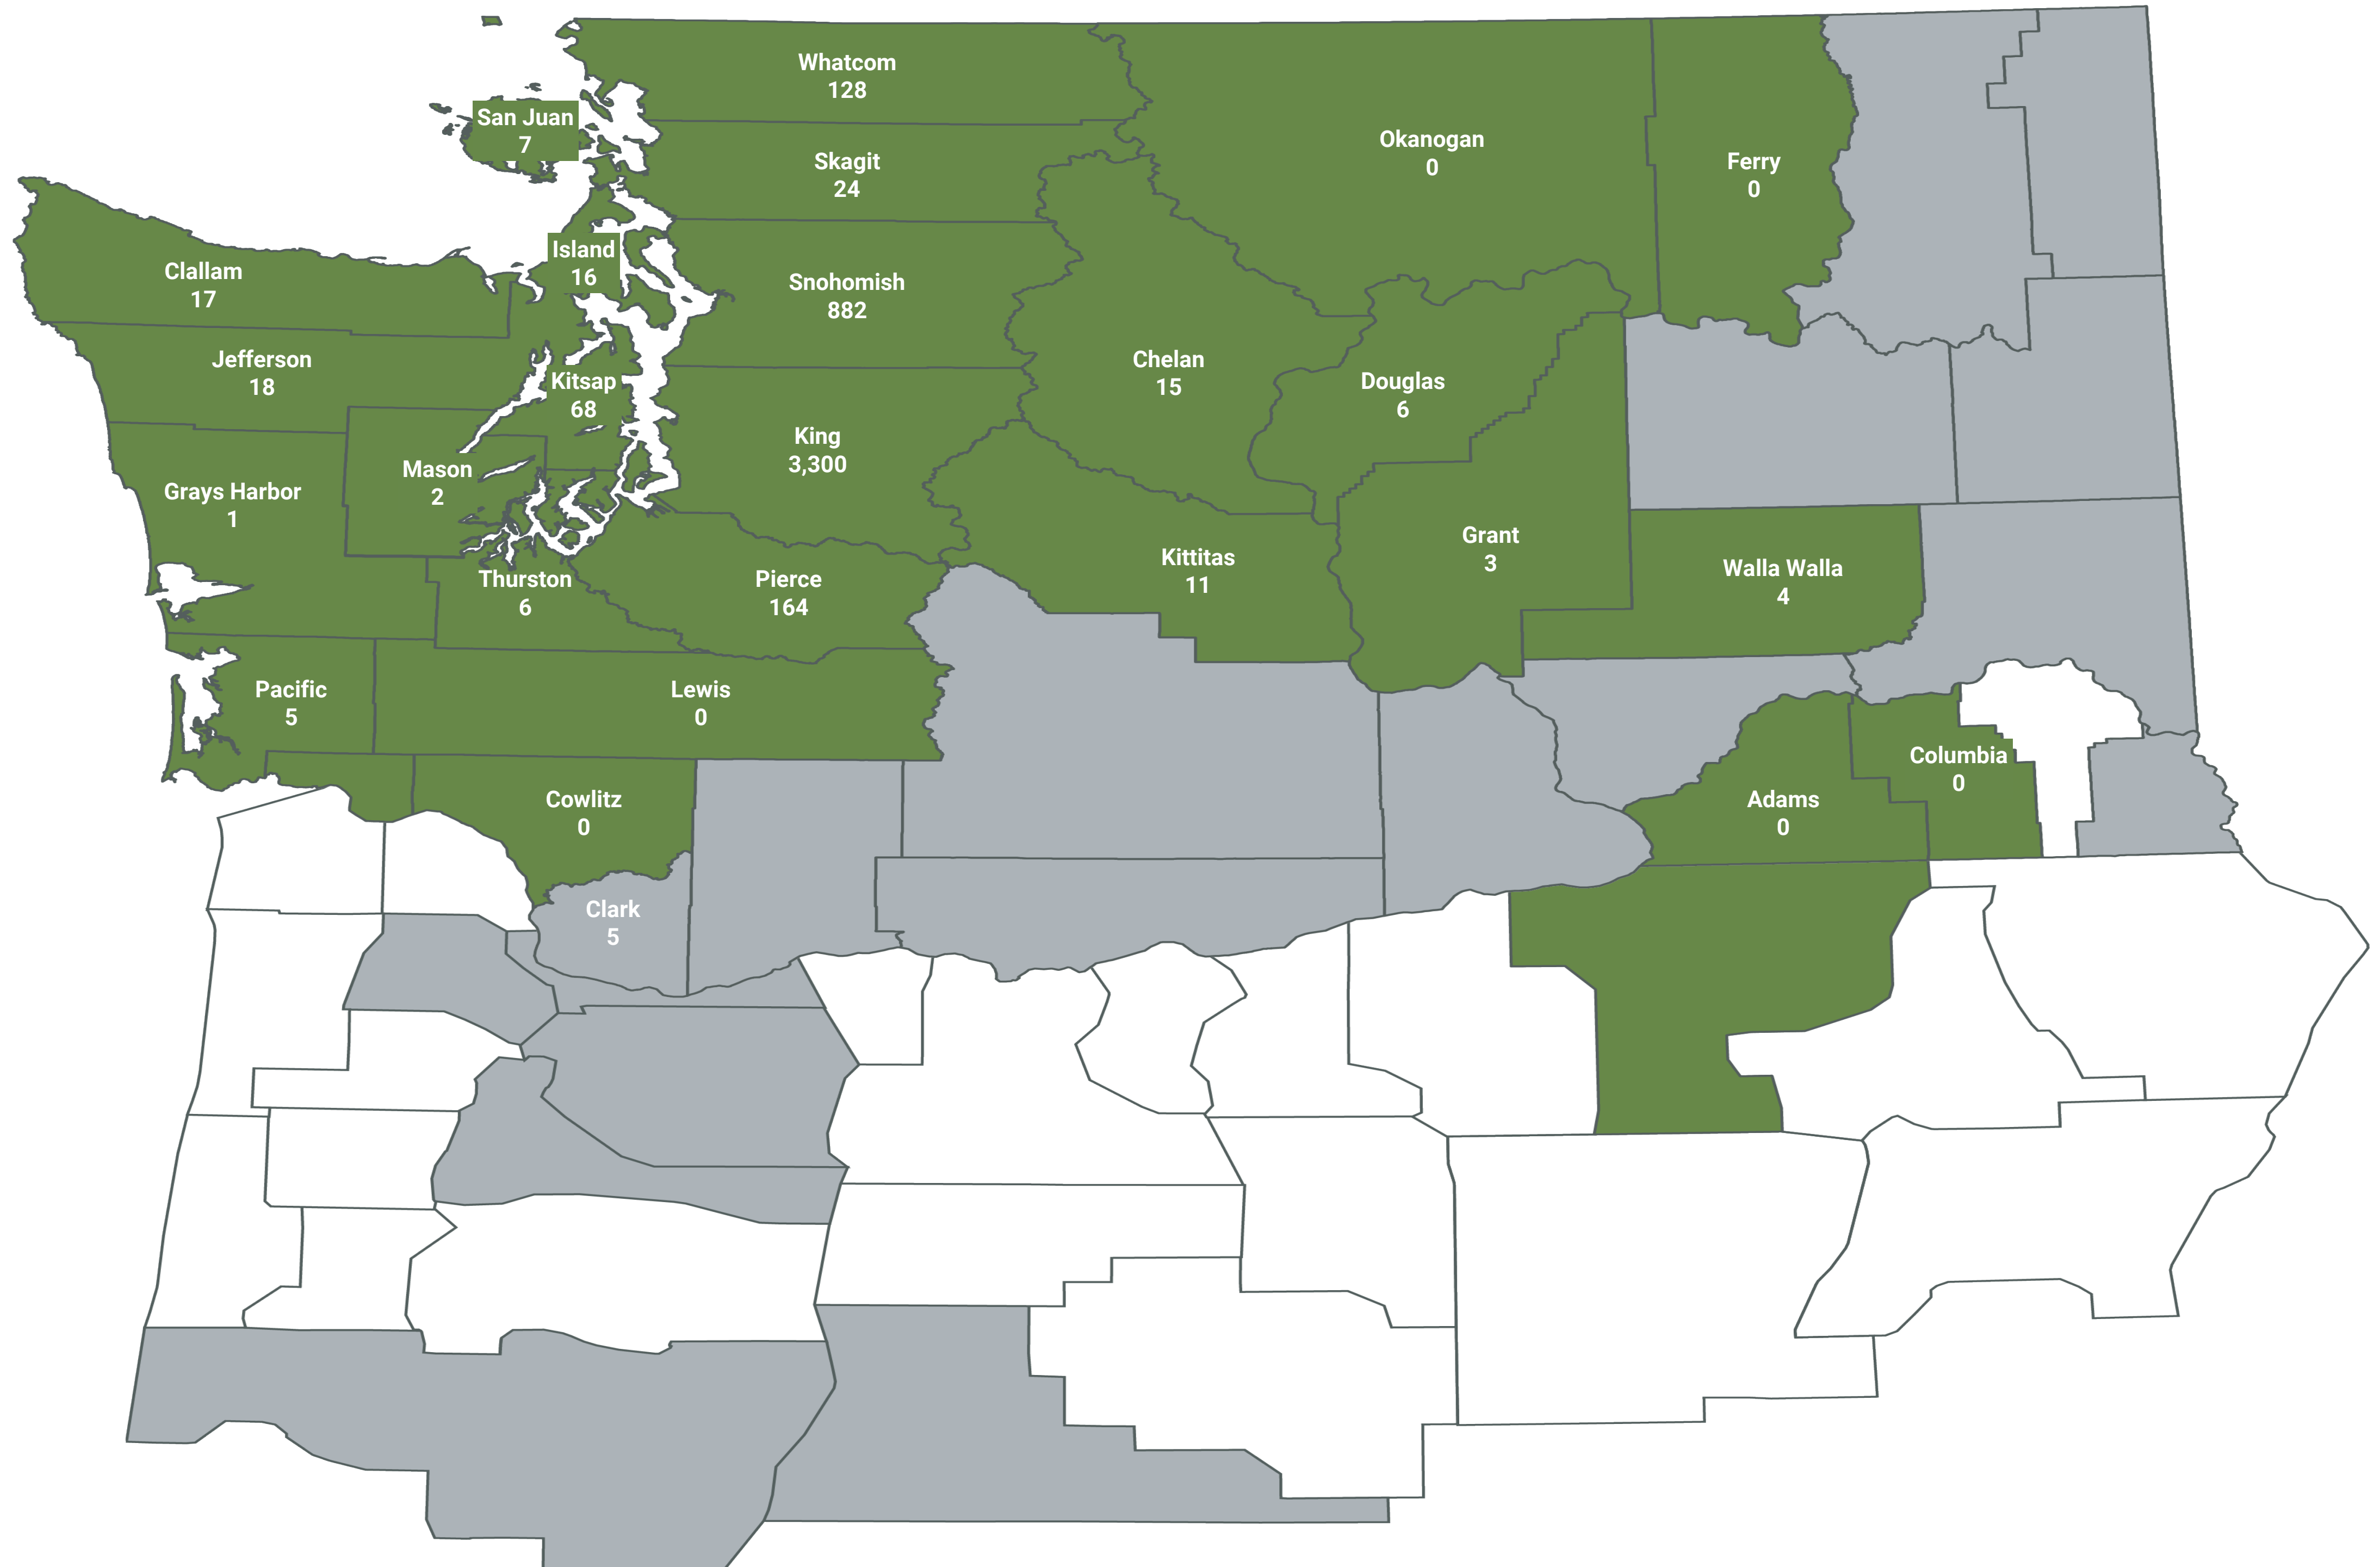 Whatcom
128
San Juan
7
Okanogan
0
Ferry
0
Skagit
24
Island
16
Clallam
17
Snohomish
882
Jefferson
18
Kitsap
68
Chelan
15
Douglas
6
King
3,300
Mason
2
Grays Harbor
1
Grant
3
Kittitas
11
Walla Walla
4
Thurston
6
Pierce
164
Pacific
5
Lewis
0
Columbia
0
Cowlitz
0
Adams
0
Clark
5